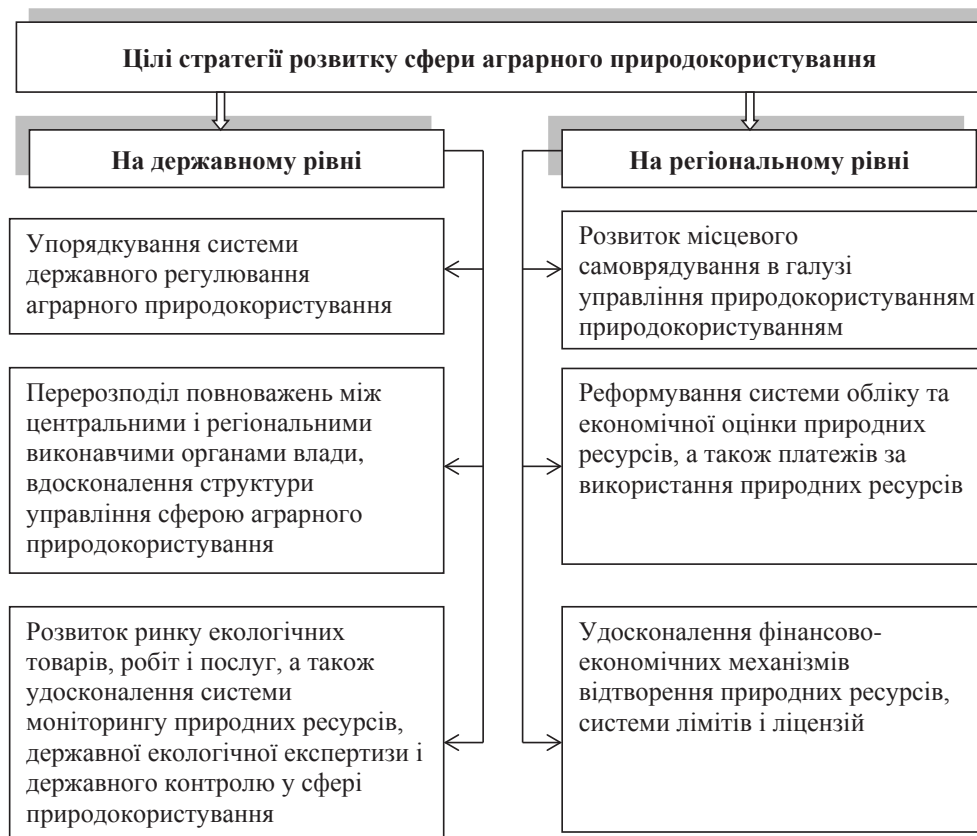 Цілі стратегії розвитку сфери аграрного природокористування
На державному рівні
Упорядкування системи
державного регулювання
аграрного природокористування
Перерозподіл повноважень між
центральними і регіональними
виконавчими органами влади,
вдосконалення структури
управління сферою аграрного
природокористування
Розвиток ринку екологічних
товарів, робіт і послуг, а також
удосконалення системи
моніторингу природних ресурсів,
державної екологічної експертизи і
державного контролю у сфері
природокористування
На регіональному рівні
Розвиток місцевого
самоврядування в галузі
управління природокористуванням
природокористуванням
Реформування системи обліку та
економічної оцінки природних
ресурсів, а також платежів за
використання природних ресурсів
Удосконалення фінансово-
економічних механізмів
відтворення природних ресурсів,
системи лімітів і ліцензій